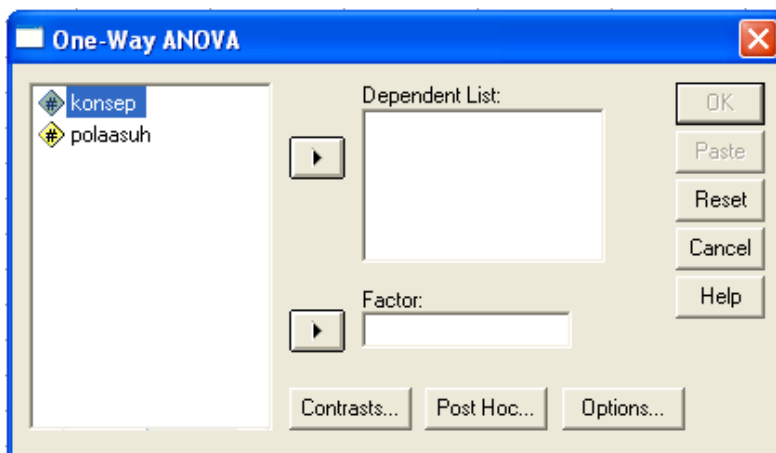 One-Way ANOVA
konsep
polaasuh
Dependent List:
Factor:
OK
Paste
Reset
Cancel
Help
Contrasts...
Post Hoc...
Options...